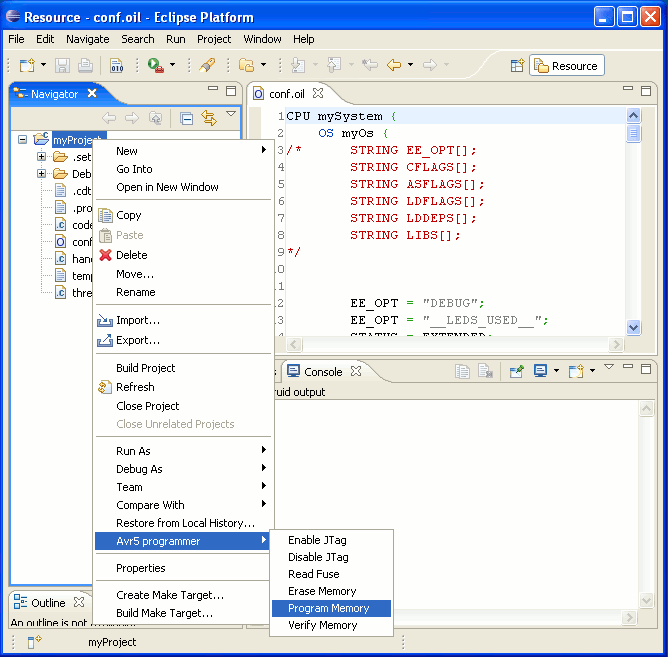 Resource - conf.oil - Eclipse Platform
File Edit Navigate Search Run Project Window Help
010
Resource
Navigator
conf.oil
myProject
.set
Deb
.cdt
.pro
code
conf
hand
temp
thre
1 CPU mySystem {
2 OS myOs {
3 /* STRING EE_OPT[];
4 STRING CFLAGS[];
5 STRING ASFLAGS[];
6 STRING LDFLAGS[];
7 STRING LDDEPS[];
8 STRING LIBS[];
9 */
0
1
2 EE_OPT = "DEBUG";
3 EE_OPT = "__LEDS_USED__";
4 STATUS = EXTENDED;
New
Go Into
Open in New Window
Copy
Paste
Delete
Move...
Rename
Import...
Export...
Build Project
Refresh
Close Project
Close Unrelated Projects
Run As
Debug As
Team
Compare With
Restore from Local History...
Avr5 programmer
Properties
Create Make Target...
Build Make Target...
Enable JTag
Disable JTag
Read Fuse
Erase Memory
Program Memory
Verify Memory
Console
uid output
Outline
An outline is not
myProject